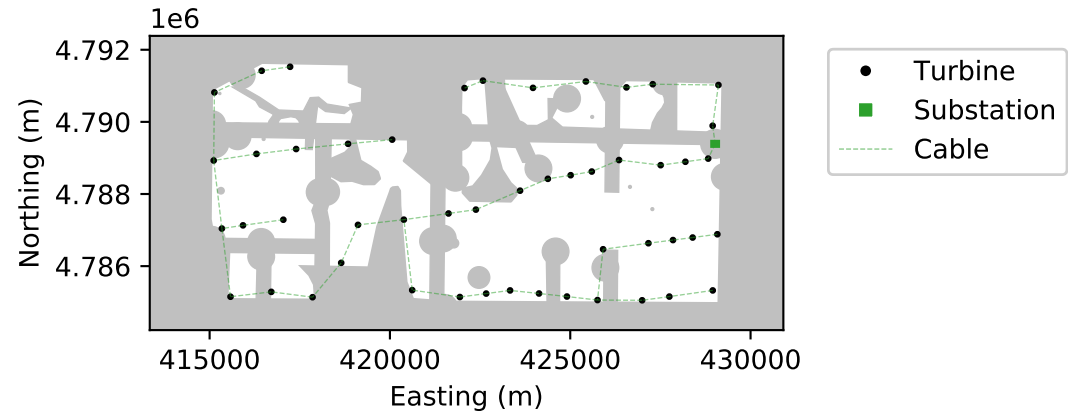 1e6
4.792
4.790
4.788
4.786
Northing (m)
415000 420000 425000 430000
Easting (m)
Turbine
Substation
Cable